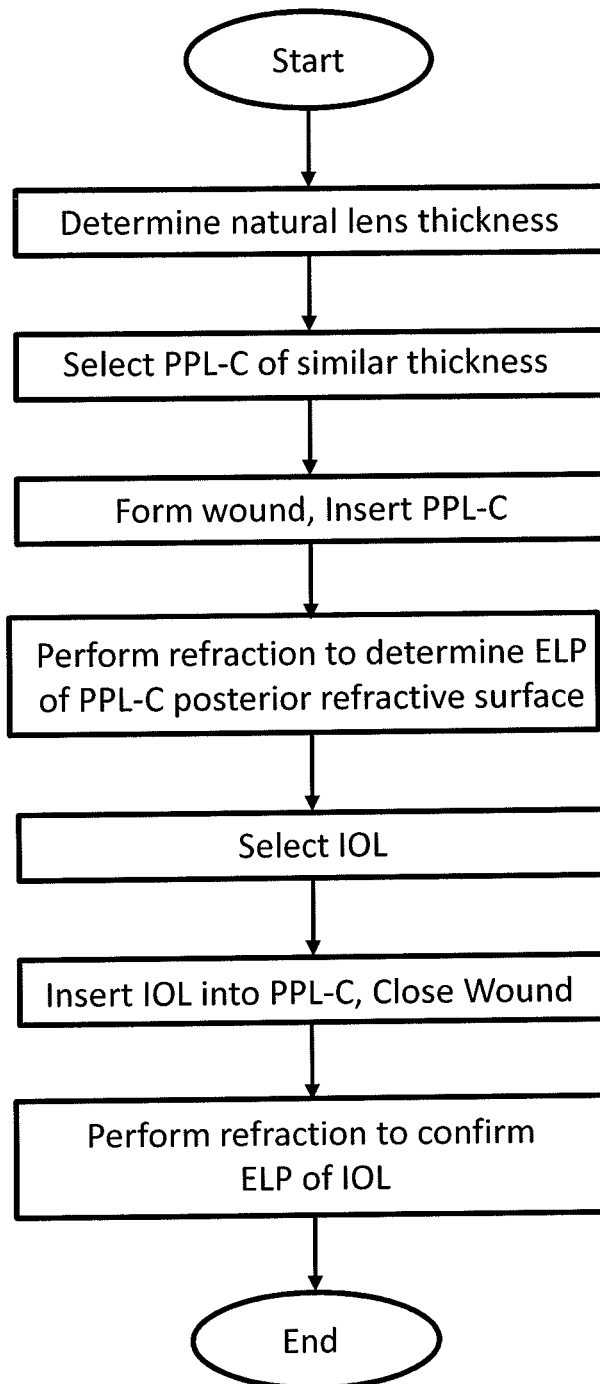 Start
Determine natural lens thickness
Select PPL-C of similar thickness
Form wound, Insert PPL-C
Perform refraction to determine ELP
of PPL-C posterior refractive surface
Select IOL
Insert IOL into PPL-C, Close Wound
Perform refraction to confirm
ELP of IOL
End